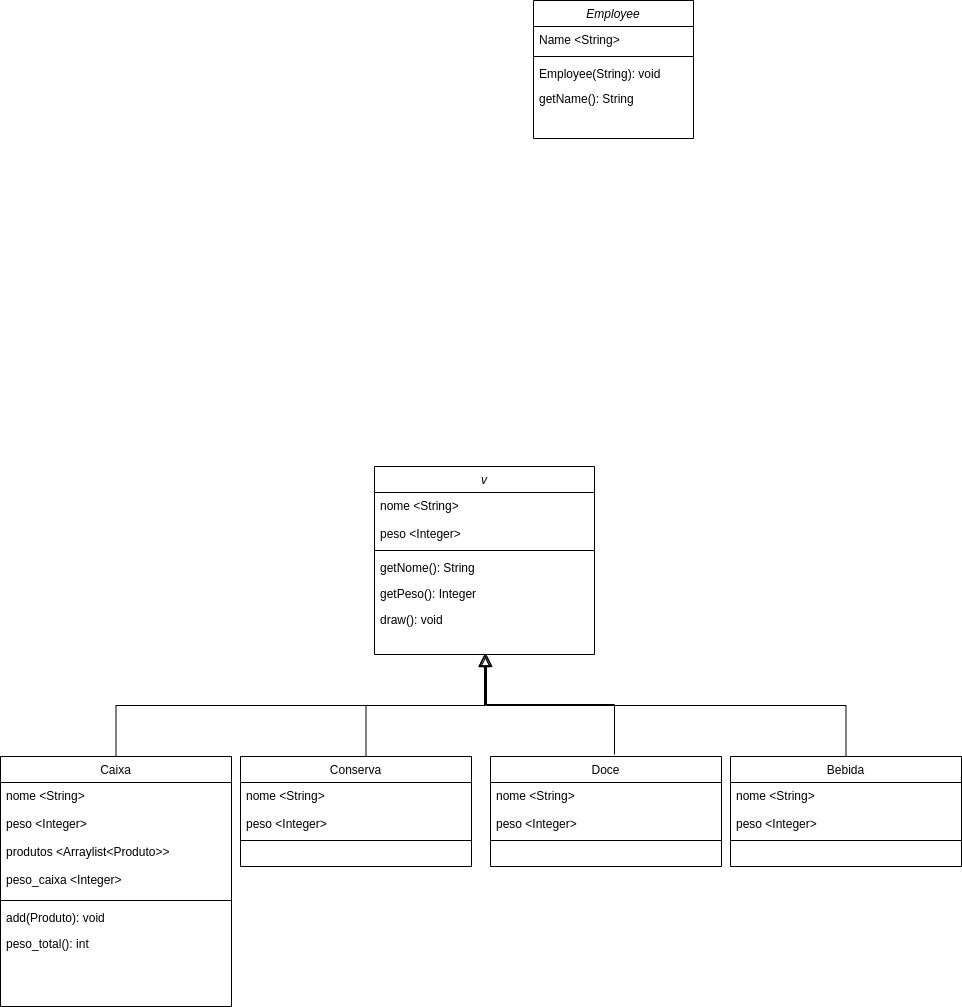 Employee
Name <String>
Employee(String): void
getName(): String
v
nome <String>
peso <Integer>
getNome(): String
getPeso(): Integer
draw(): void
Caixa
nome <String>
peso <Integer>
produtos <Arraylist<Produto>>
peso_caixa <Integer>
add(Produto): void
peso_total(): int
Conserva
nome <String>
peso <Integer>
Doce
nome <String>
peso <Integer>
Bebida
nome <String>
peso <Integer>